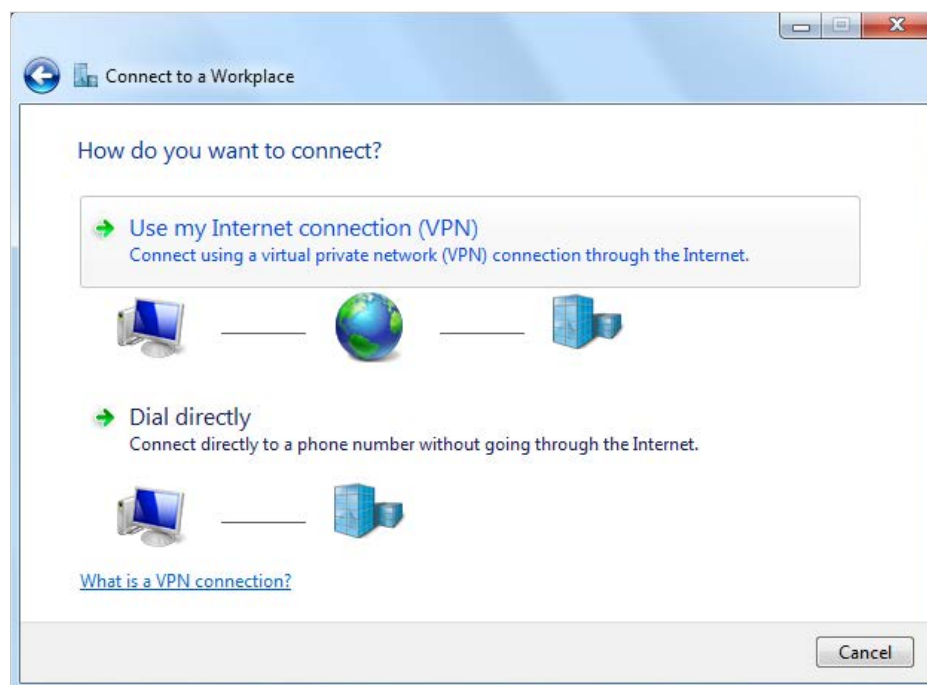 Connect to a Workplace
How do you want to connect?
Use my Internet connection (VPN)
Connect using a virtual private network (VPN) connection through the Internet.
Dial directly
Connect directly to a phone number without going through the Internet.
What is a VPN connection?
Cancel